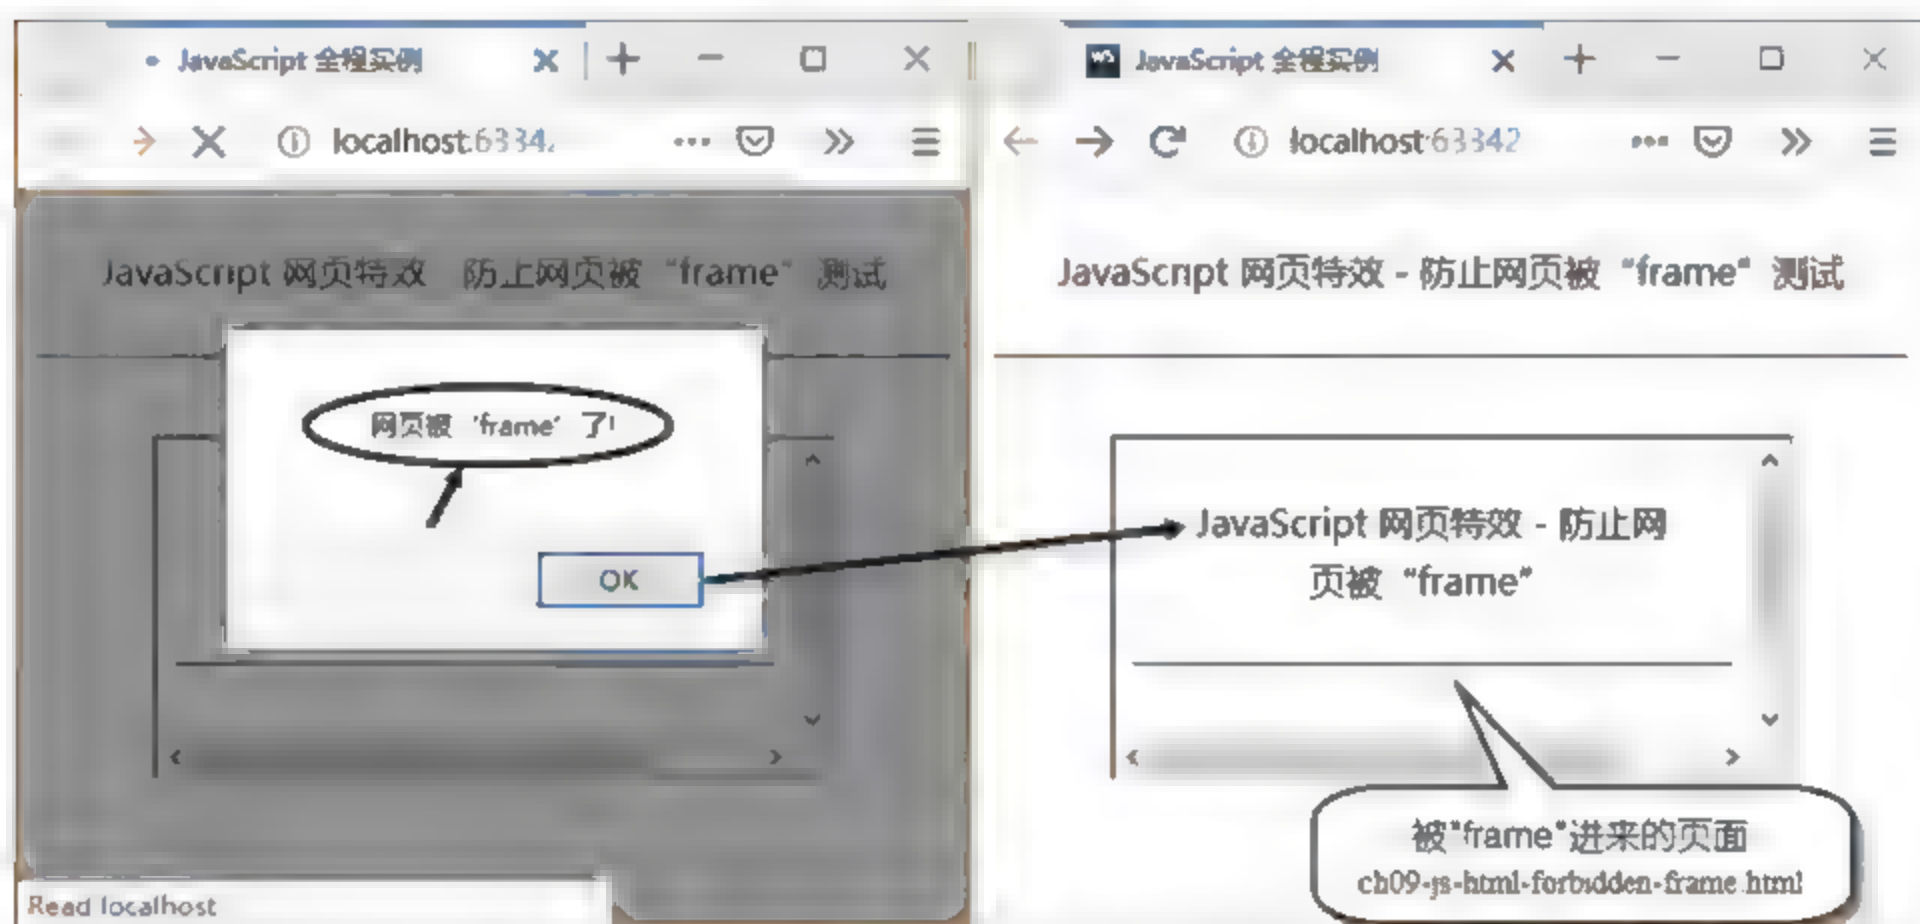 JavaScript 全程实例
localhost:6334
JavaScript 网页特效 防止网页被 “frame” 测试
网页被 'frame' 了!
OK
Read localhost
WS JavaScript 全程实例
localhost:63342
JavaScript 网页特效 - 防止网页被 “frame” 测试
JavaScript 网页特效 - 防止网
页被 “frame”
被"frame"进来的页面
ch09-js-html-forbidden-frame.html